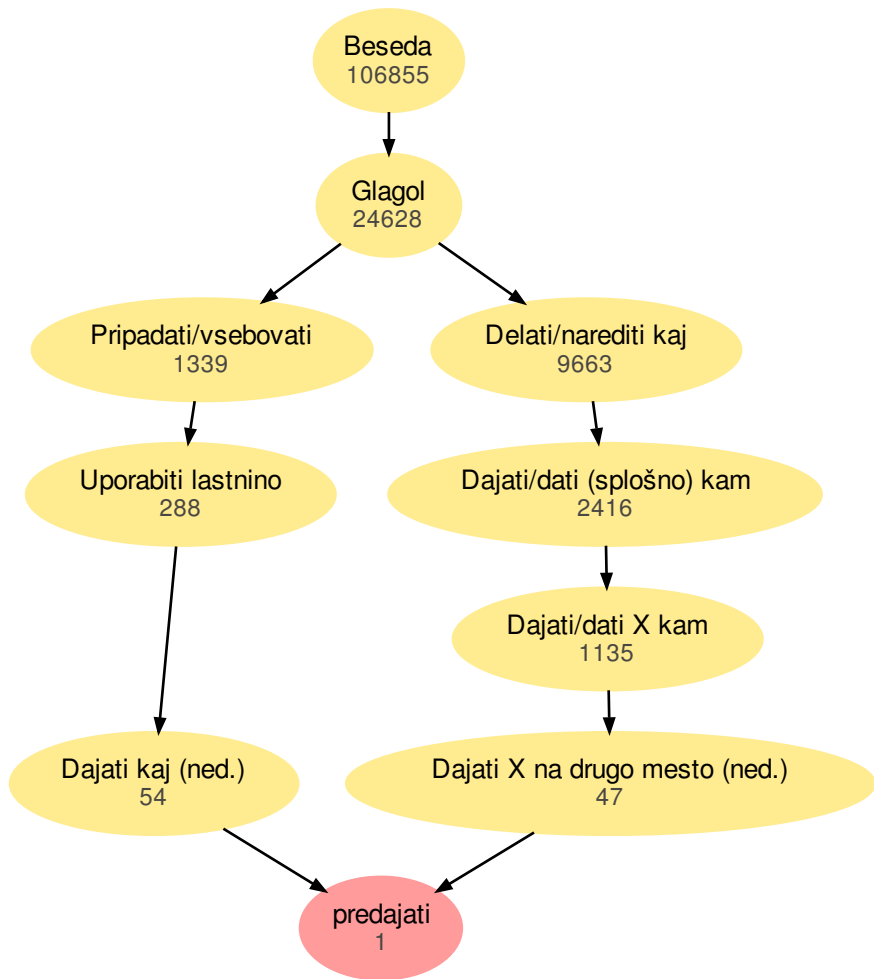 Beseda
106855
Glagol
24628
Pripadati/vsebovati
1339
Delati/narediti kaj
9663
Uporabiti lastnino
288
Dajati/dati (splošno) kam
2416
Dajati/dati X kam
1135
Dajati kaj (ned.)
54
Dajati X na drugo mesto (ned.)
47
predajati
1